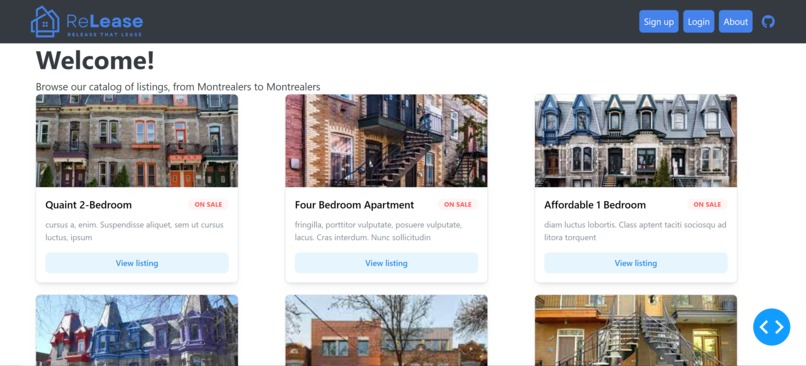 ReLease
RELEASE THAT LEASE
Sign up
Login
About
Welcome!
Browse our catalog of listings, from Montrealers to Montrealers
Quaint 2-Bedroom
ON SALE
cursus a, enim. Suspendisse aliquet, sem ut cursus
luctus, ipsum
View listing
Four Bedroom Apartment
ON SALE
fringilla, porttitor vulputate, posuere vulputate,
lacus. Cras interdum. Nunc sollicitudin
View listing
Affordable 1 Bedroom
ON SALE
diam luctus lobortis. Class aptent taciti sociosqu ad
litora torquent
View listing